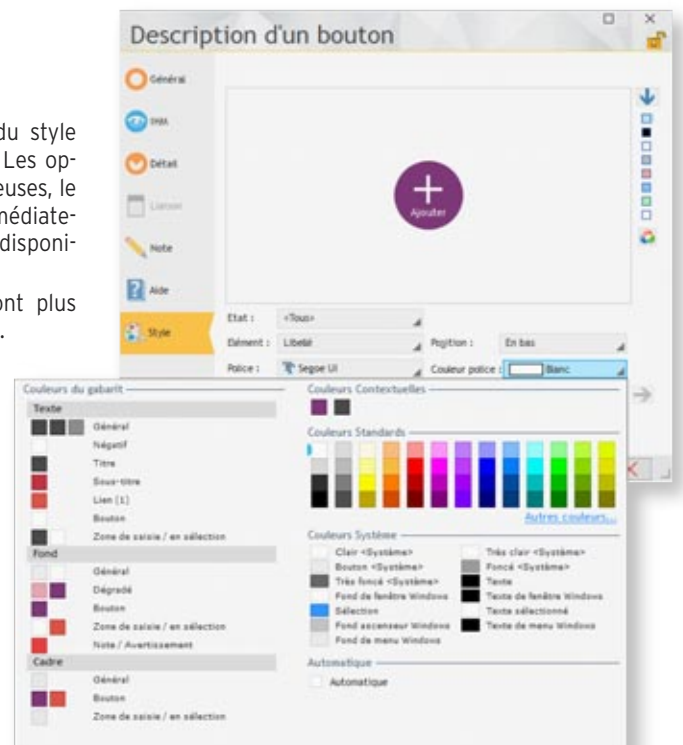 Description d'un bouton
du style
Les op-
euses, le
médiate-
disponi-
ont plus
.
Général
IHM
Détail
Liaison
Note
Aide
Style
+
Ajouter
Etat : <Tous>
Elément : Libellé Position : En bas
Police : Segoe UI Couleur police : Blanc
Couleurs du gabarit
Texte
Général
Négatif
Titre
Sous-titre
Lien (1)
Bouton
Zone de saisie / en sélection
Fond
Général
Dégradé
Bouton
Zone de saisie / en sélection
Note / Avertissement
Cadre
Général
Bouton
Zone de saisie / en sélection
Couleurs Contextuelles
Couleurs Standards
Autres couleurs...
Couleurs Système
Clair <Système> Très clair <Système>
Bouton <Système> Foncé <Système>
Très foncé <Système> Texte
Fond de fenêtre Windows Texte de fenêtre Windows
Sélection Texte sélectionné
Fond ascenseur Windows Texte de menu Windows
Fond de menu Windows
Automatique
Automatique